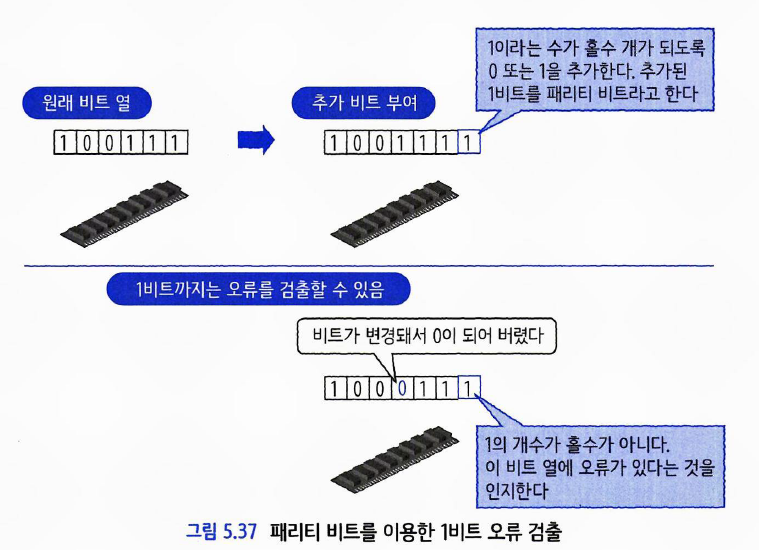 1이라는 수가 홀수 개가 되도록
0 또는 1을 추가한다. 추가된
1비트를 패리티 비트라고 한다
원래 비트 열
추가 비트 부여
1 0 0 1 1 1
1 0 0 1 1 1 1
1비트까지는 오류를 검출할 수 있음
비트가 변경돼서 0이 되어 버렸다
1 0 0 0 1 1 1
1의 개수가 홀수가 아니다.
이 비트 열에 오류가 있다는 것을
인지한다
그림 5.37 패리티 비트를 이용한 1비트 오류 검출